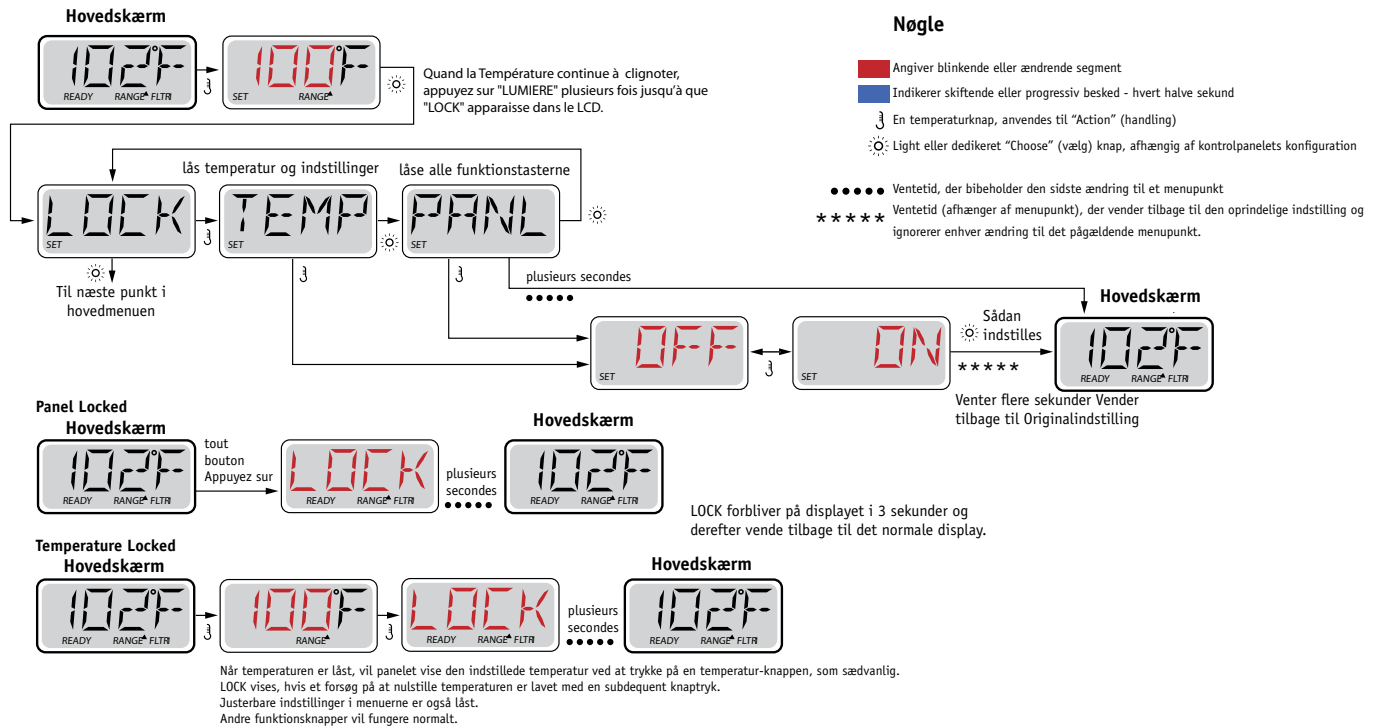 Hovedskærm
102°F
READY RANGE FLTR1
100°F
SET RANGE
Quand la Température continue à clignoter,
appuyez sur "LUMIERE" plusieurs fois jusqu'à que
"LOCK" apparaisse dans le LCD.
Nøgle
Angiver blinkende eller ændrende segment
Indikerer skiftende eller progressiv besked - hvert halve sekund
En temperaturknap, anvendes til “Action” (handling)
Light eller dedikeret “Choose” (vælg) knap, afhængig af kontrolpanelets konfiguration
••••• Ventetid, der bibeholder den sidste ændring til et menupunkt
***** Ventetid (afhænger af menupunkt), der vender tilbage til den oprindelige indstilling og
ignorerer enhver ændring til det pågældende menupunkt.
lås temperatur og indstillinger
låse alle funktionstasterne
LOCK
SET
TEMP
SET
PANL
SET
Til næste punkt i
hovedmenuen
plusieurs secondes
•••••
OFF
SET
ON
SET
Sådan
indstilles
*****
Venter flere sekunder Vender
tilbage til Originalindstilling
Hovedskærm
102°F
READY RANGE FLTR1
Panel Locked
Hovedskærm
102°F
READY RANGE FLTR1
tout
bouton
Appuyez sur
LOCK
READY RANGE FLTR1
plusieurs
secondes
•••••
Hovedskærm
102°F
READY RANGE FLTR1
LOCK forbliver på displayet i 3 sekunder og
derefter vende tilbage til det normale display.
Temperature Locked
Hovedskærm
102°F
READY RANGE FLTR1
100°F
RANGE
LOCK
READY RANGE FLTR1
plusieurs
secondes
•••••
Hovedskærm
102°F
READY RANGE FLTR1
Når temperaturen er låst, vil panelet vise den indstillede temperatur ved at trykke på en temperatur-knappen, som sædvanlig.
LOCK vises, hvis et forsøg på at nulstille temperaturen er lavet med en subdequent knaptryk.
Justerbare indstillinger i menuerne er også låst.
Andre funktionsknapper vil fungere normalt.